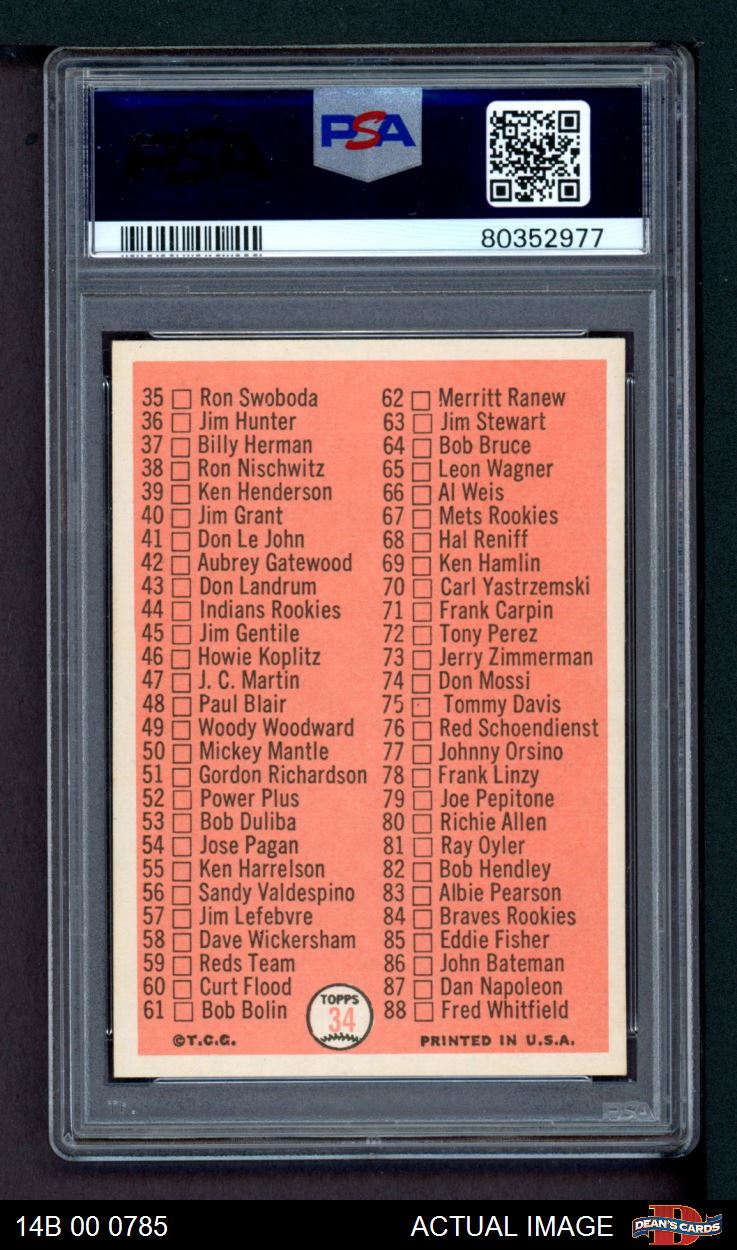 PSA
80352977
35 Ron Swoboda
36 Jim Hunter
37 Billy Herman
38 Ron Nischwitz
39 Ken Henderson
40 Jim Grant
41 Don Le John
42 Aubrey Gatewood
43 Don Landrum
44 Indians Rookies
45 Jim Gentile
46 Howie Koplitz
47 J. C. Martin
48 Paul Blair
49 Woody Woodward
50 Mickey Mantle
51 Gordon Richardson
52 Power Plus
53 Bob Duliba
54 Jose Pagan
55 Ken Harrelson
56 Sandy Valdespino
57 Jim Lefebvre
58 Dave Wickersham
59 Reds Team
60 Curt Flood
61 Bob Bolin
62 Merritt Ranew
63 Jim Stewart
64 Bob Bruce
65 Leon Wagner
66 Al Weis
67 Mets Rookies
68 Hal Reniff
69 Ken Hamlin
70 Carl Yastrzemski
71 Frank Carpin
72 Tony Perez
73 Jerry Zimmerman
74 Don Mossi
75 Tommy Davis
76 Red Schoendienst
77 Johnny Orsino
78 Frank Linzy
79 Joe Pepitone
80 Richie Allen
81 Ray Oyler
82 Bob Hendley
83 Albie Pearson
84 Braves Rookies
85 Eddie Fisher
86 John Bateman
87 Dan Napoleon
88 Fred Whitfield
TOPPS
34
©T.C.G.
PRINTED IN U.S.A.
PSA
14B 00 0785
ACTUAL IMAGE
DEAN'S CARDS